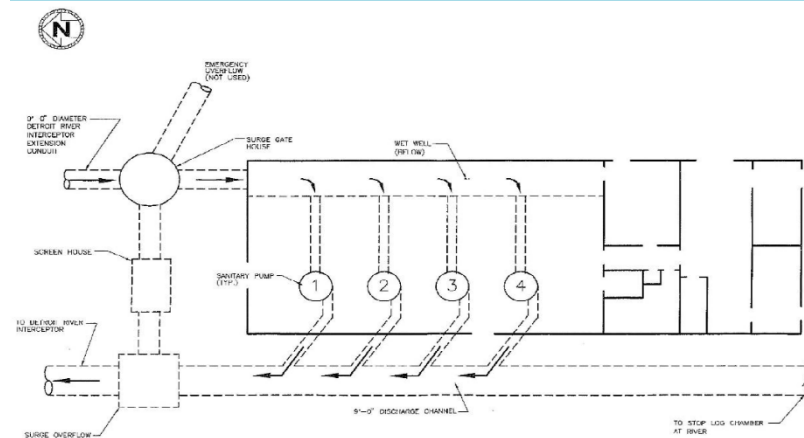 N
EMERGENCY
OVERFLOW
(NOT USED)
DETROIT RIVER
INTERCEPTOR
EXTENSION
CONDUIT
SURGE GATE
HOUSE
WET WELL
(BELOW)
SCREEN HOUSE
SANITARY PUMP
(TYP.)
1
2
3
4
TO DETROIT RIVER
INTERCEPTOR
9'-0" DISCHARGE CHANNEL
SURGE OVERFLOW
TO STOP LOG CHAMBER
AT RIVER